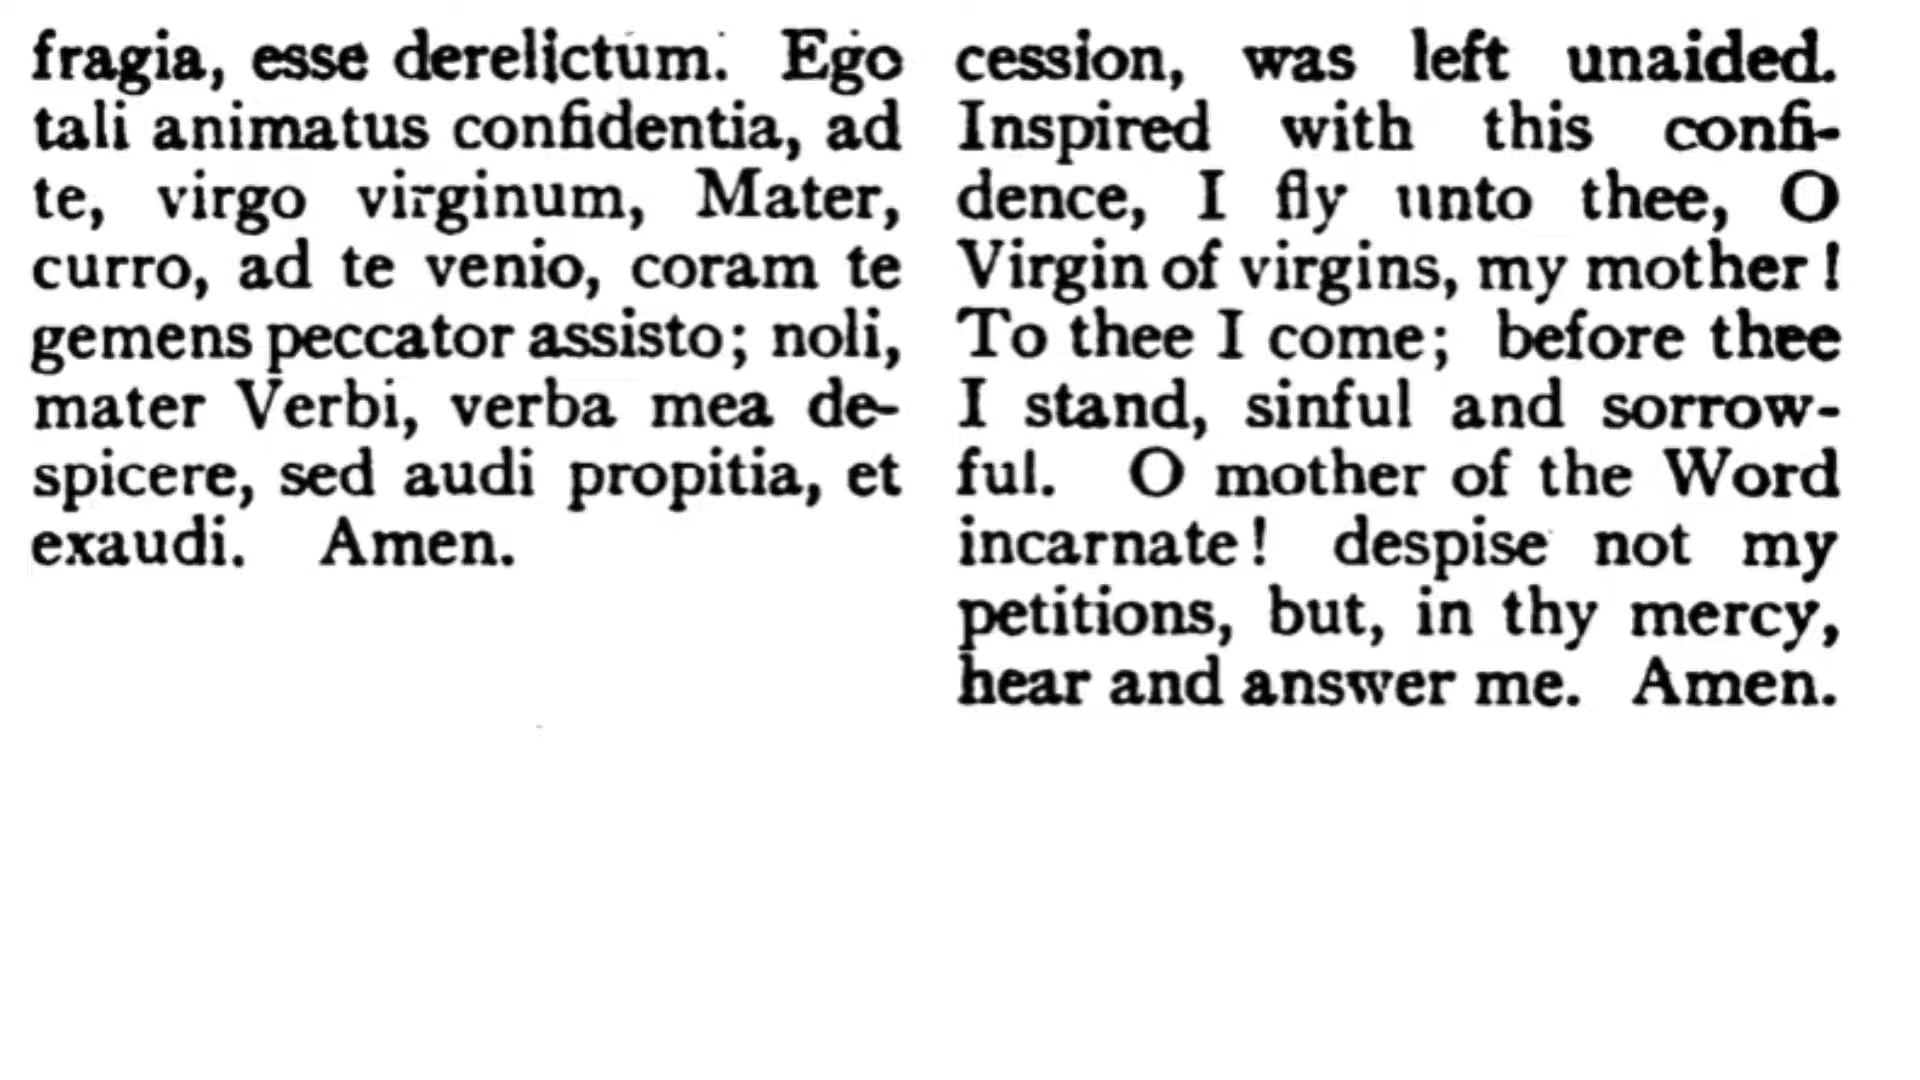 fragia, esse derelictum. Ego
tali animatus confidentia, ad
te, virgo virginum, Mater,
curro, ad te venio, coram te
gemens peccator assisto; noli,
mater Verbi, verba mea de-
spicere, sed audi propitia, et
exaudi. Amen.
cession, was left unaided.
Inspired with this confi-
dence, I fly unto thee, O
Virgin of virgins, my mother!
To thee I come; before thee
I stand, sinful and sorrow-
ful. O mother of the Word
incarnate! despise not my
petitions, but, in thy mercy,
hear and answer me. Amen.